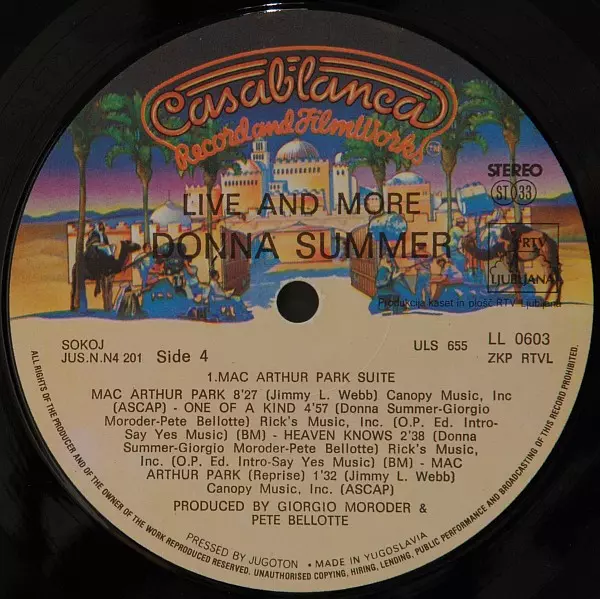 Casablanca
Record and FilmWorks
TM
STEREO
SI 33
LIVE AND MORE
DONNA SUMMER
RTV
LJUBLJANA
Produkcija kaset in plošč RTV Ljubljana
SOKOJ
JUS.N.N4 201 Side 4
ULS 655 LL 0603
ZKP RTVL
1.MAC ARTHUR PARK SUITE
MAC ARTHUR PARK 8'27 (Jimmy L. Webb) Canopy Music, Inc
(ASCAP) - ONE OF A KIND 4'57 (Donna Summer-Giorgio
Moroder-Pete Bellotte) Rick's Music, Inc. (O.P. Ed. Intro-
Say Yes Music) (BM) - HEAVEN KNOWS 2'38 (Donna
Summer-Giorgio Moroder-Pete Bellotte) Rick's Music,
Inc. (O.P. Ed. Intro-Say Yes Music) (BM) - MAC
ARTHUR PARK (Reprise) 1'32 (Jimmy L. Webb)
Canopy Music, Inc. (ASCAP)
PRODUCED BY GIORGIO MORODER &
PETE BELLOTTE
PRESSED BY JUGOTON • MADE IN YUGOSLAVIA
ALL RIGHTS OF THE PRODUCER AND OF THE OWNER OF THE WORK REPRODUCED RESERVED. UNAUTHORISED COPYING, HIRING, LENDING, PUBLIC PERFORMANCE AND BROADCASTING OF THIS RECORD PROHIBITED.